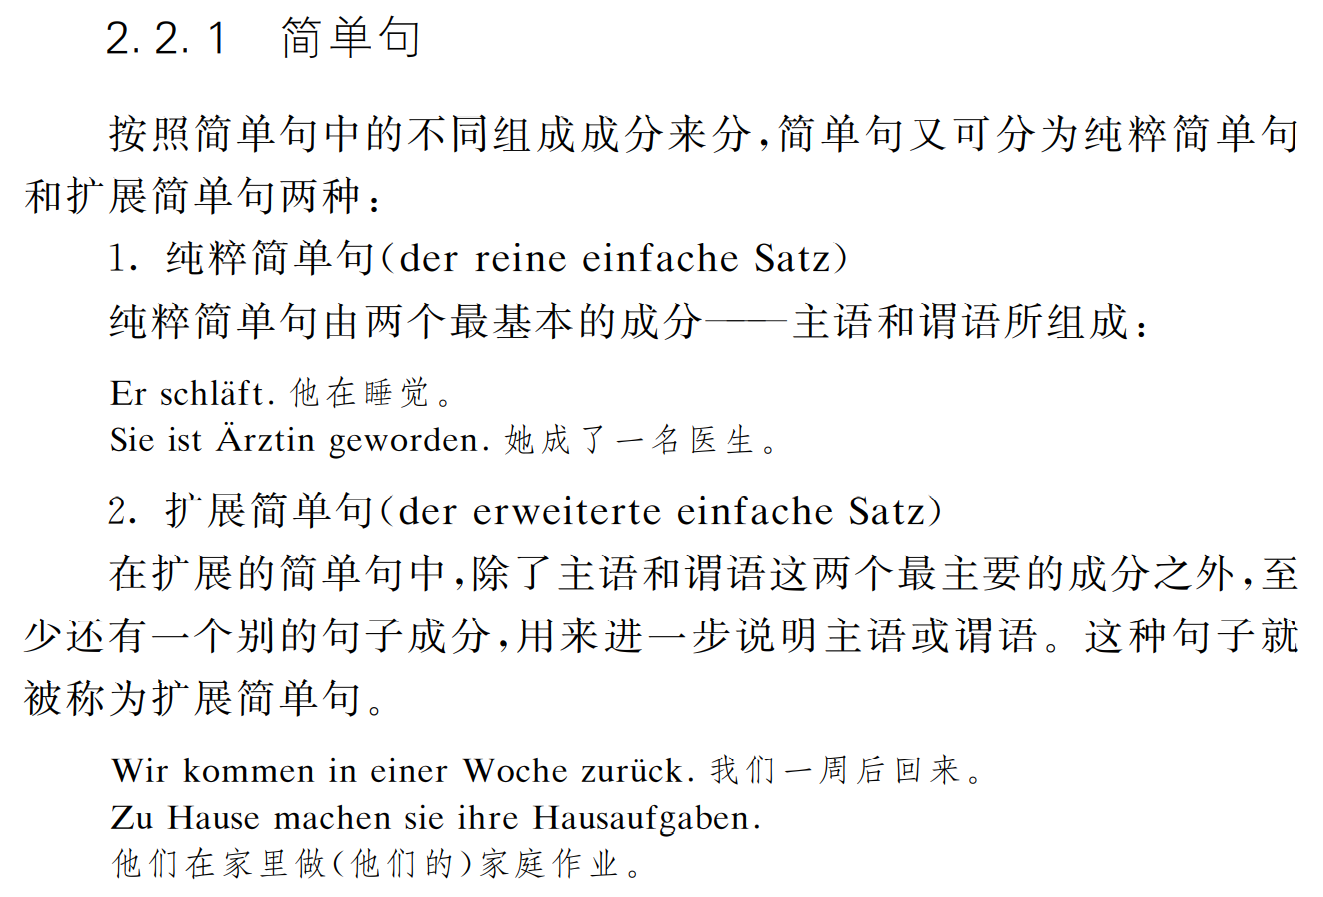 2.2.1 简单句
按照简单句中的不同组成成分来分,简单句又可分为纯粹简单句
和扩展简单句两种:
1. 纯粹简单句(der reine einfache Satz)
纯粹简单句由两个最基本的成分——主语和谓语所组成:
Er schläft. 他在睡觉。
Sie ist Ärztin geworden. 她成了一名医生。
2. 扩展简单句(der erweiterte einfache Satz)
在扩展的简单句中,除了主语和谓语这两个最主要的成分之外,至
少还有一个别的句子成分,用来进一步说明主语或谓语。这种句子就
被称为扩展简单句。
Wir kommen in einer Woche zurück. 我们一周后回来。
Zu Hause machen sie ihre Hausaufgaben.
他们在家里做(他们的)家庭作业。